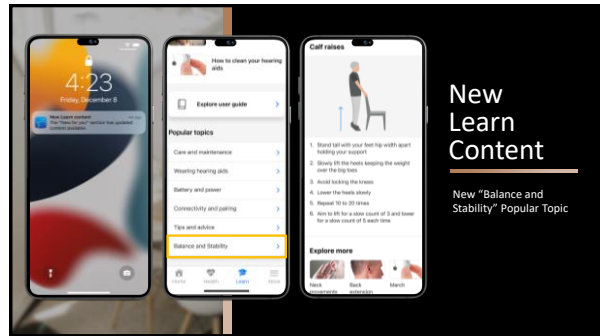 4:23
Friday, December 8
New Learn content
The "New for you" section has updated
content available.
How to clean your hearing
aids
Explore user guide
Popular topics
Care and maintenance
Wearing hearing aids
Battery and power
Connectivity and pairing
Tips and advice
Balance and Stability
Home
Health
Learn
More
Calf raises
1. Stand tall with your feet hip width apart
holding your support
2. Slowly lift the heels keeping the weight
over the big toes
3. Avoid locking the knees
4. Lower the heels slowly
5. Repeat 10 to 20 times
6. Aim to lift for a slow count of 3 and lower
for a slow count of 5 each time
Explore more
Neck
movements
Back
extension
March
New
Learn
Content
New “Balance and
Stability” Popular Topic